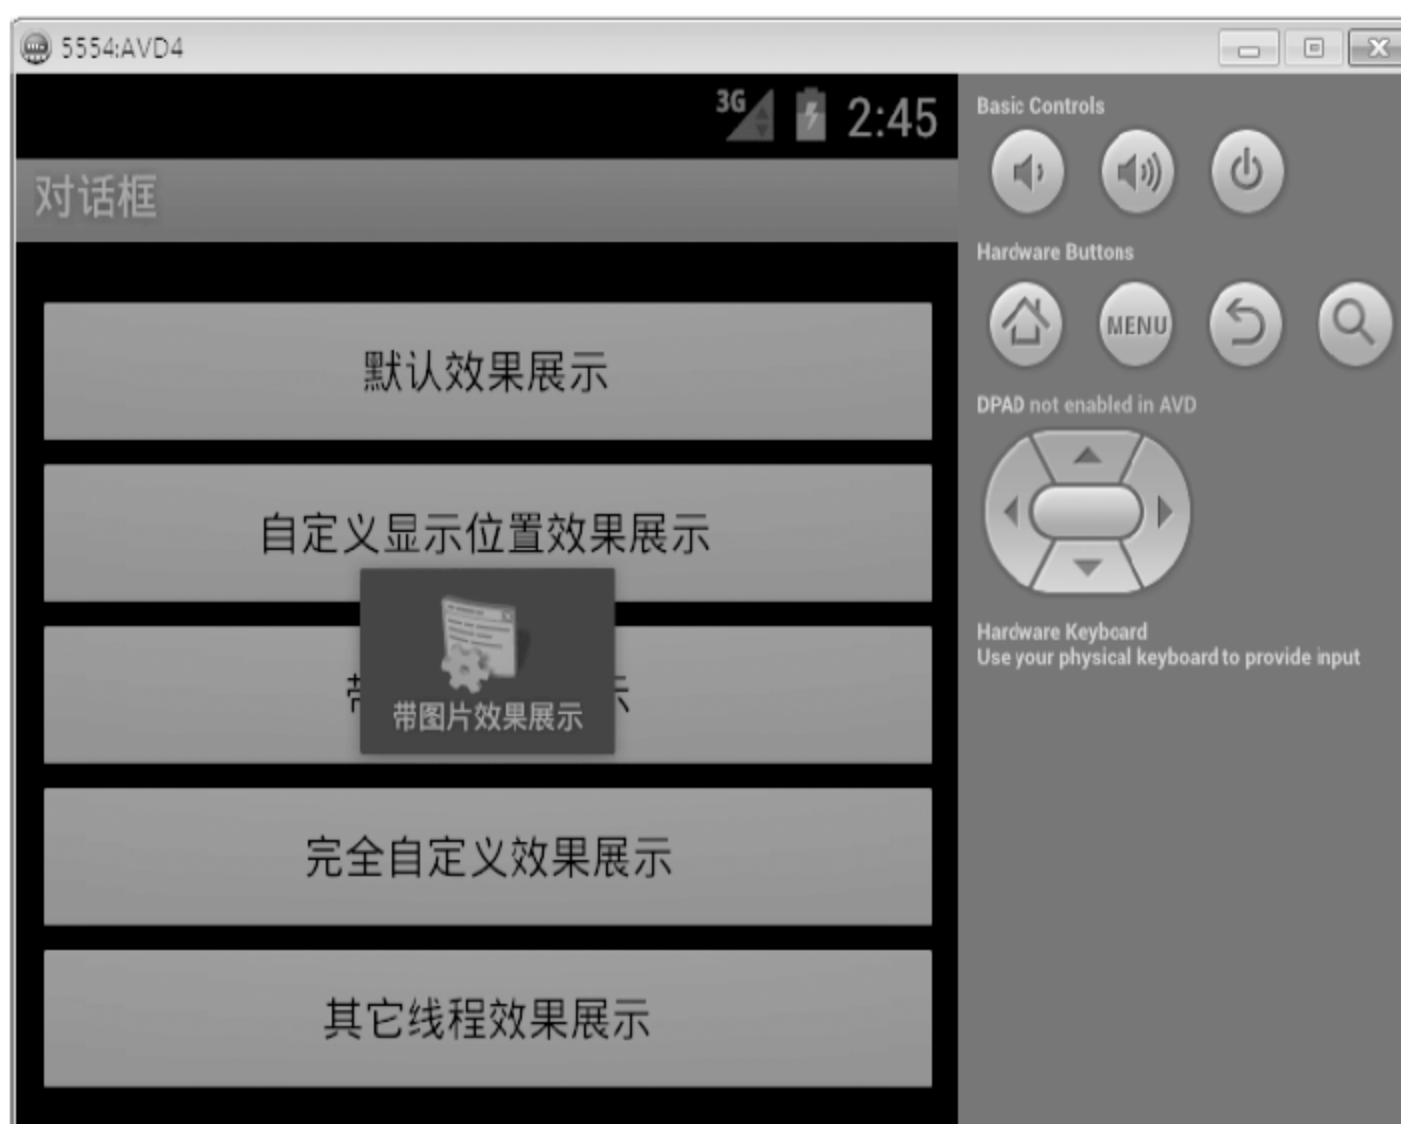 5554:AVD4
3G 2:45
对话框
默认效果展示
自定义显示位置效果展示
带图片效果展示
完全自定义效果展示
其它线程效果展示
Basic Controls
Hardware Buttons
MENU
DPAD not enabled in AVD
Hardware Keyboard
Use your physical keyboard to provide input